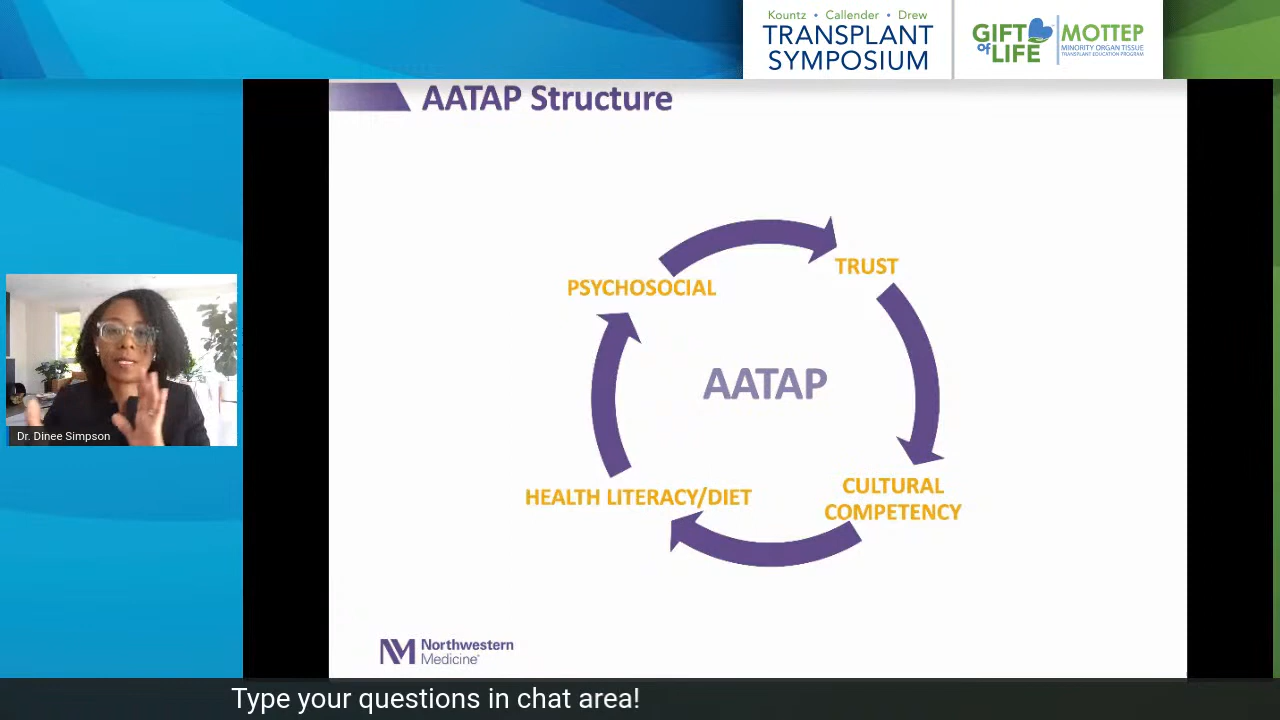 Kountz • Callender • Drew
TRANSPLANT
SYMPOSIUM
GIFT
of LIFE
MOTTEP
MINORITY ORGAN TISSUE
TRANSPLANT EDUCATION PROGRAM
AATAP Structure
PSYCHOSOCIAL
TRUST
AATAP
HEALTH LITERACY/DIET
CULTURAL
COMPETENCY
Dr. Dinee Simpson
NM Northwestern
Medicine
Type your questions in chat area!